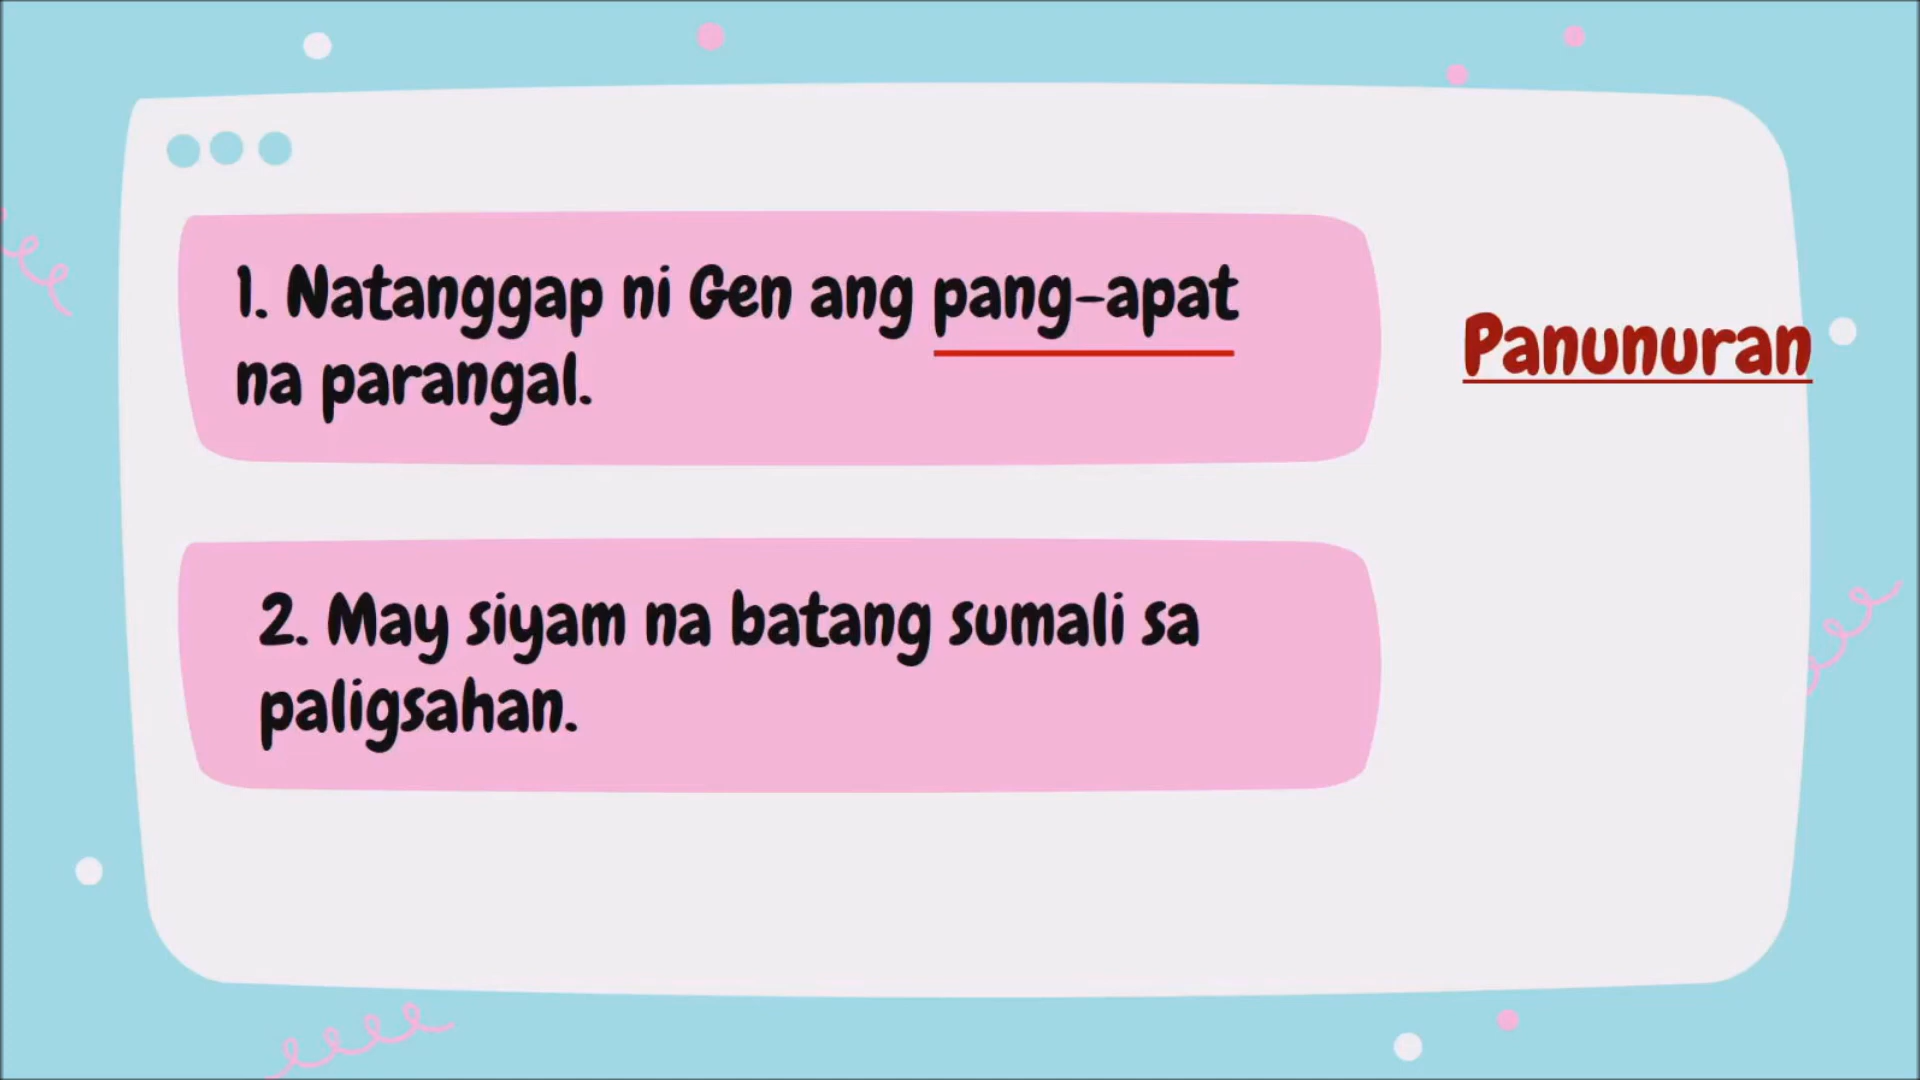 1. Natanggap ni Gen ang pang-apat
na parangal.
Panunuran
2. May siyam na batang sumali sa
paligsahan.